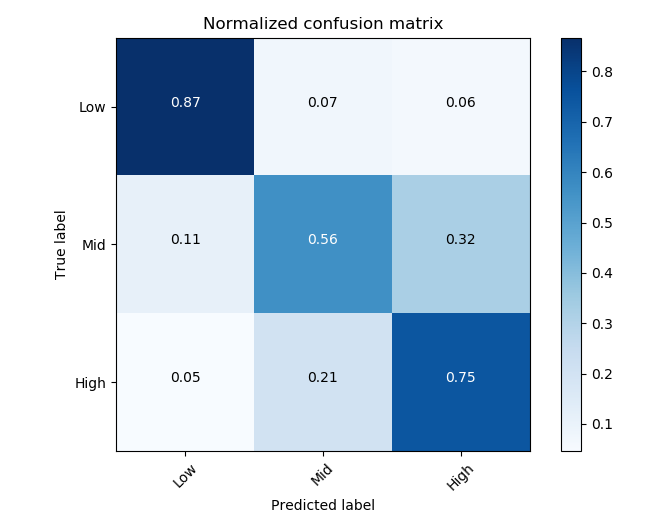 Normalized confusion matrix
Low 0.87 0.07 0.06 0.8
0.7
0.6
True label
Mid 0.11 0.56 0.32 0.5
0.4
0.3
High 0.05 0.21 0.75 0.2
0.1
Low Mid High
Predicted label